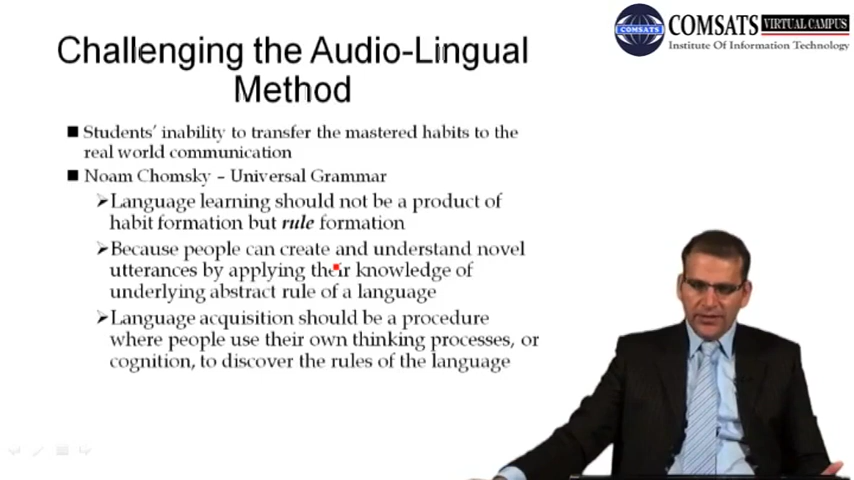 COMSATS
COMSATS VIRTUAL CAMPUS
Institute Of Information Technology
Challenging the Audio-Lingual
Method
■ Students' inability to transfer the mastered habits to the
real world communication
■ Noam Chomsky – Universal Grammar
➢Language learning should not be a product of
habit formation but rule formation
➢Because people can create and understand novel
utterances by applying their knowledge of
underlying abstract rule of a language
➢Language acquisition should be a procedure
where people use their own thinking processes, or
cognition, to discover the rules of the language